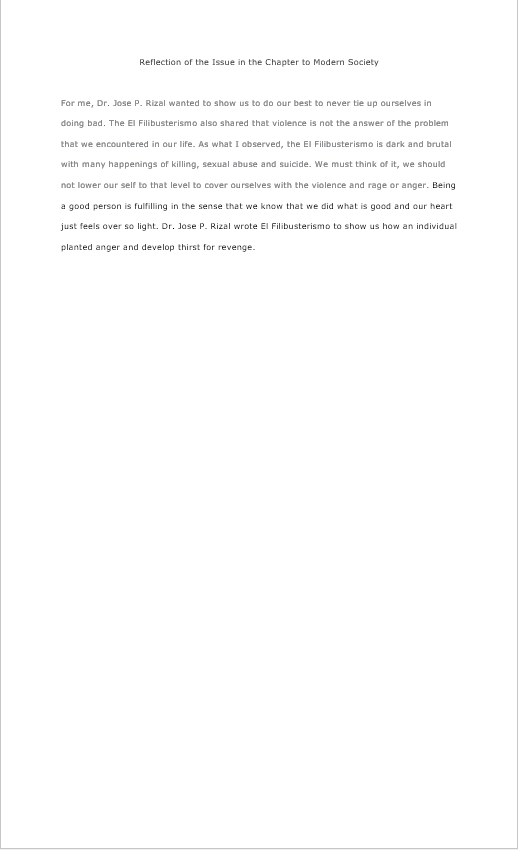 Reflection of the Issue in the Chapter to Modern Society
For me, Dr. Jose P. Rizal wanted to show us to do our best to never tie up ourselves in
doing bad. The El Filibusterismo also shared that violence is not the answer of the problem
that we encountered in our life. As what I observed, the El Filibusterismo is dark and brutal
with many happenings of killing, sexual abuse and suicide. We must think of it, we should
not lower our self to that level to cover ourselves with the violence and rage or anger. Being
a good person is fulfilling in the sense that we know that we did what is good and our heart
just feels over so light. Dr. Jose P. Rizal wrote El Filibusterismo to show us how an individual
planted anger and develop thirst for revenge.